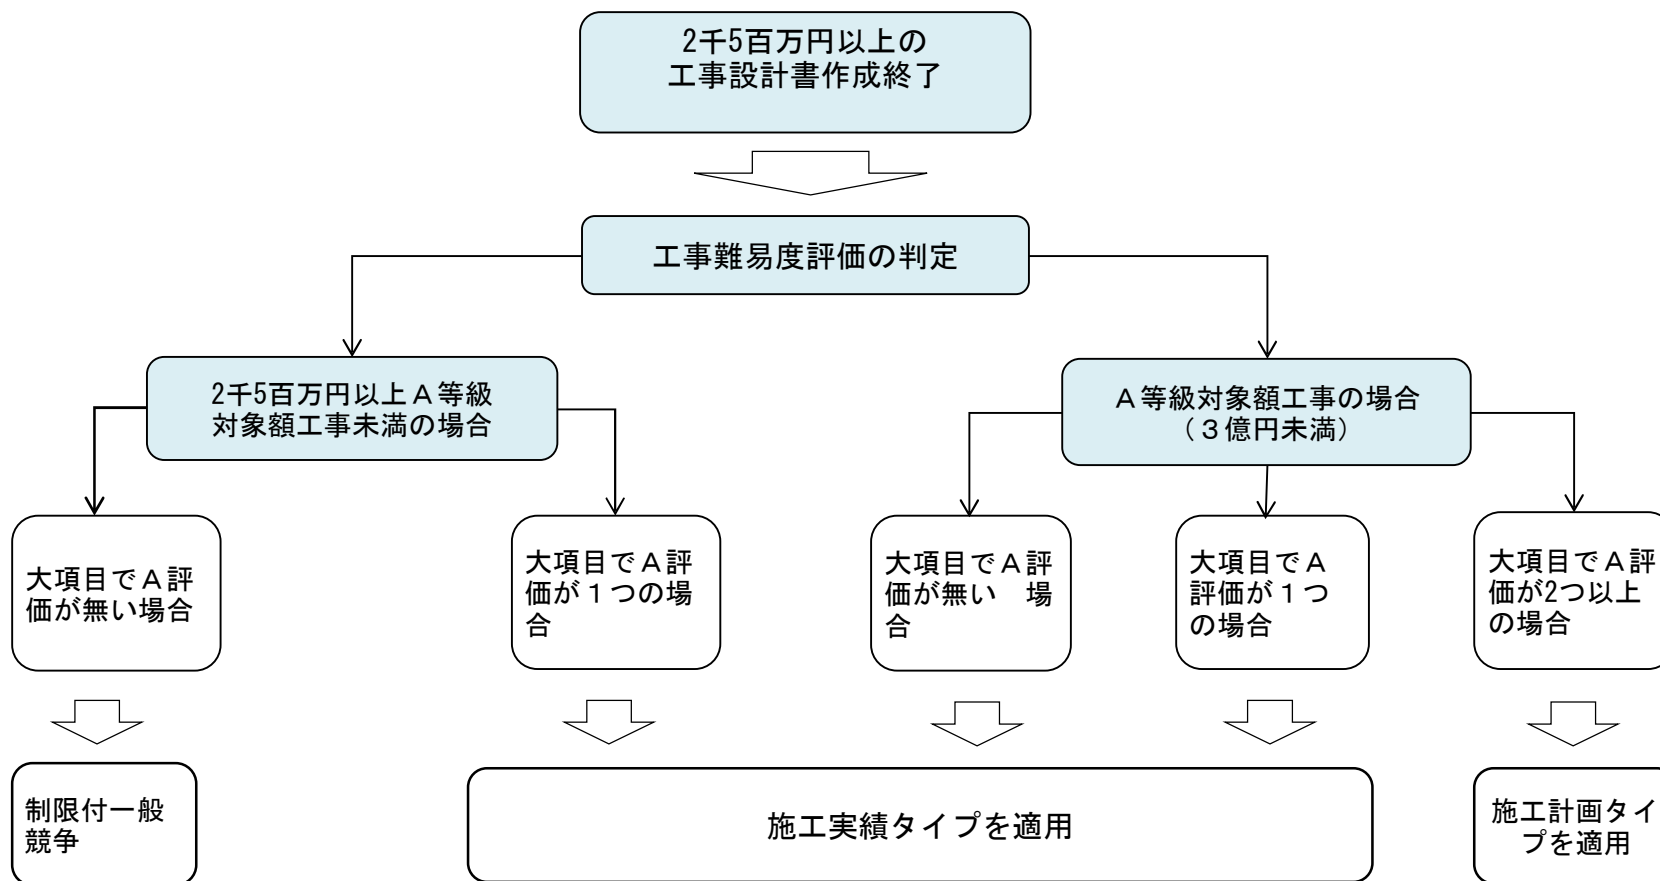 2千5百万円以上の
工事設計書作成終了
工事難易度評価の判定
2千5百万円以上Ａ等級
対象額工事未満の場合
Ａ等級対象額工事の場合
（３億円未満）
大項目でＡ評
価が無い場合
大項目でＡ評
価が１つの場
合
大項目でＡ評
価が無い　場
合
大項目でＡ
評価が１つ
の場合
大項目でＡ評
価が2つ以上
の場合
制限付一般
競争
施工実績タイプを適用
施工計画タイ
プを適用